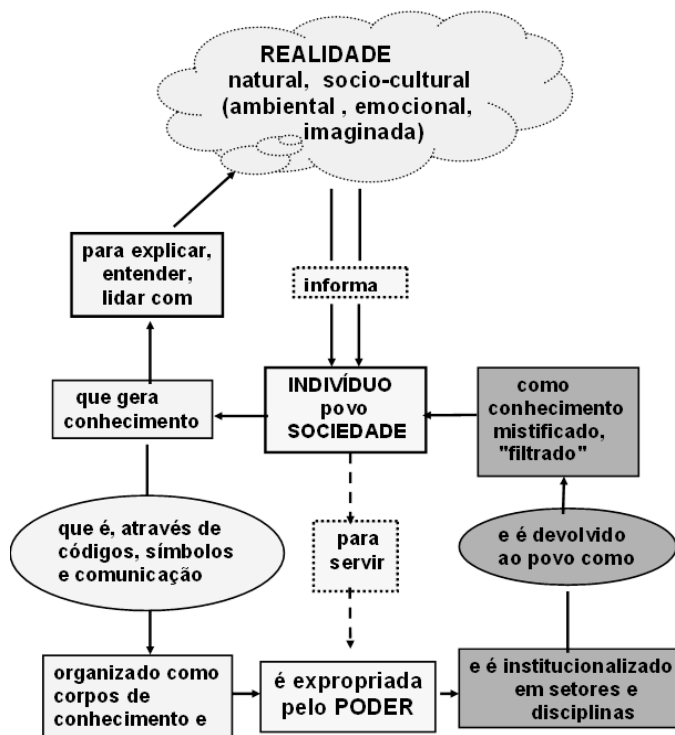 REALIDADE
natural, socio-cultural
(ambiental , emocional,
imaginada)
para explicar,
entender,
lidar com
informa
que gera
conhecimento
INDIVÍDUO
povo
SOCIEDADE
como
conhecimento
mistificado,
"filtrado"
que é, através de
códigos, símbolos
e comunicação
para
servir
e é devolvido
ao povo como
organizado como
corpos de
conhecimento e
é expropriada
pelo PODER
e é institucionalizado
em setores e
disciplinas